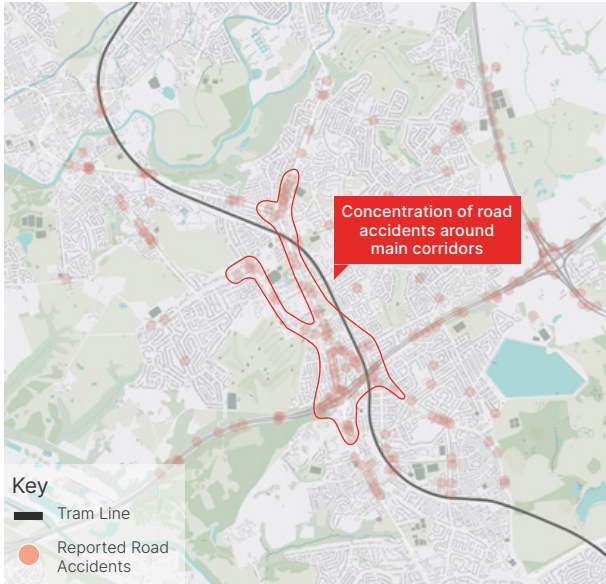 Concentration of road
accidents around
main corridors
Key
Tram Line
Reported Road
Accidents